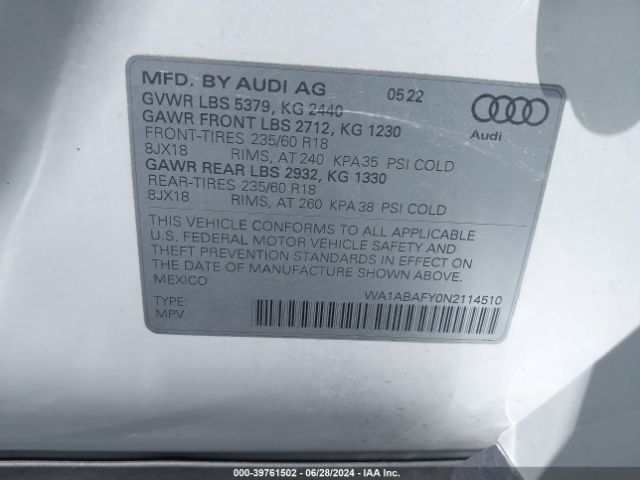 MFD. BY AUDI AG 05.22
GVWR LBS 5379, KG 2440
GAWR FRONT LBS 2712, KG 1230
FRONT-TIRES 235/60 R18
8JX18 RIMS, AT 240 KPA 35 PSI COLD
GAWR REAR LBS 2932, KG 1330
REAR-TIRES 235/60 R18
8JX18 RIMS, AT 260 KPA 38 PSI COLD
Audi
THIS VEHICLE CONFORMS TO ALL APPLICABLE
U.S. FEDERAL MOTOR VEHICLE SAFETY AND
THEFT PREVENTION STANDARDS IN EFFECT ON
THE DATE OF MANUFACTURE SHOWN ABOVE.
MEXICO
WA1ABAFY0N2114510
TYPE:
MPV
000-39761502 - 06/28/2024 - IAA Inc.